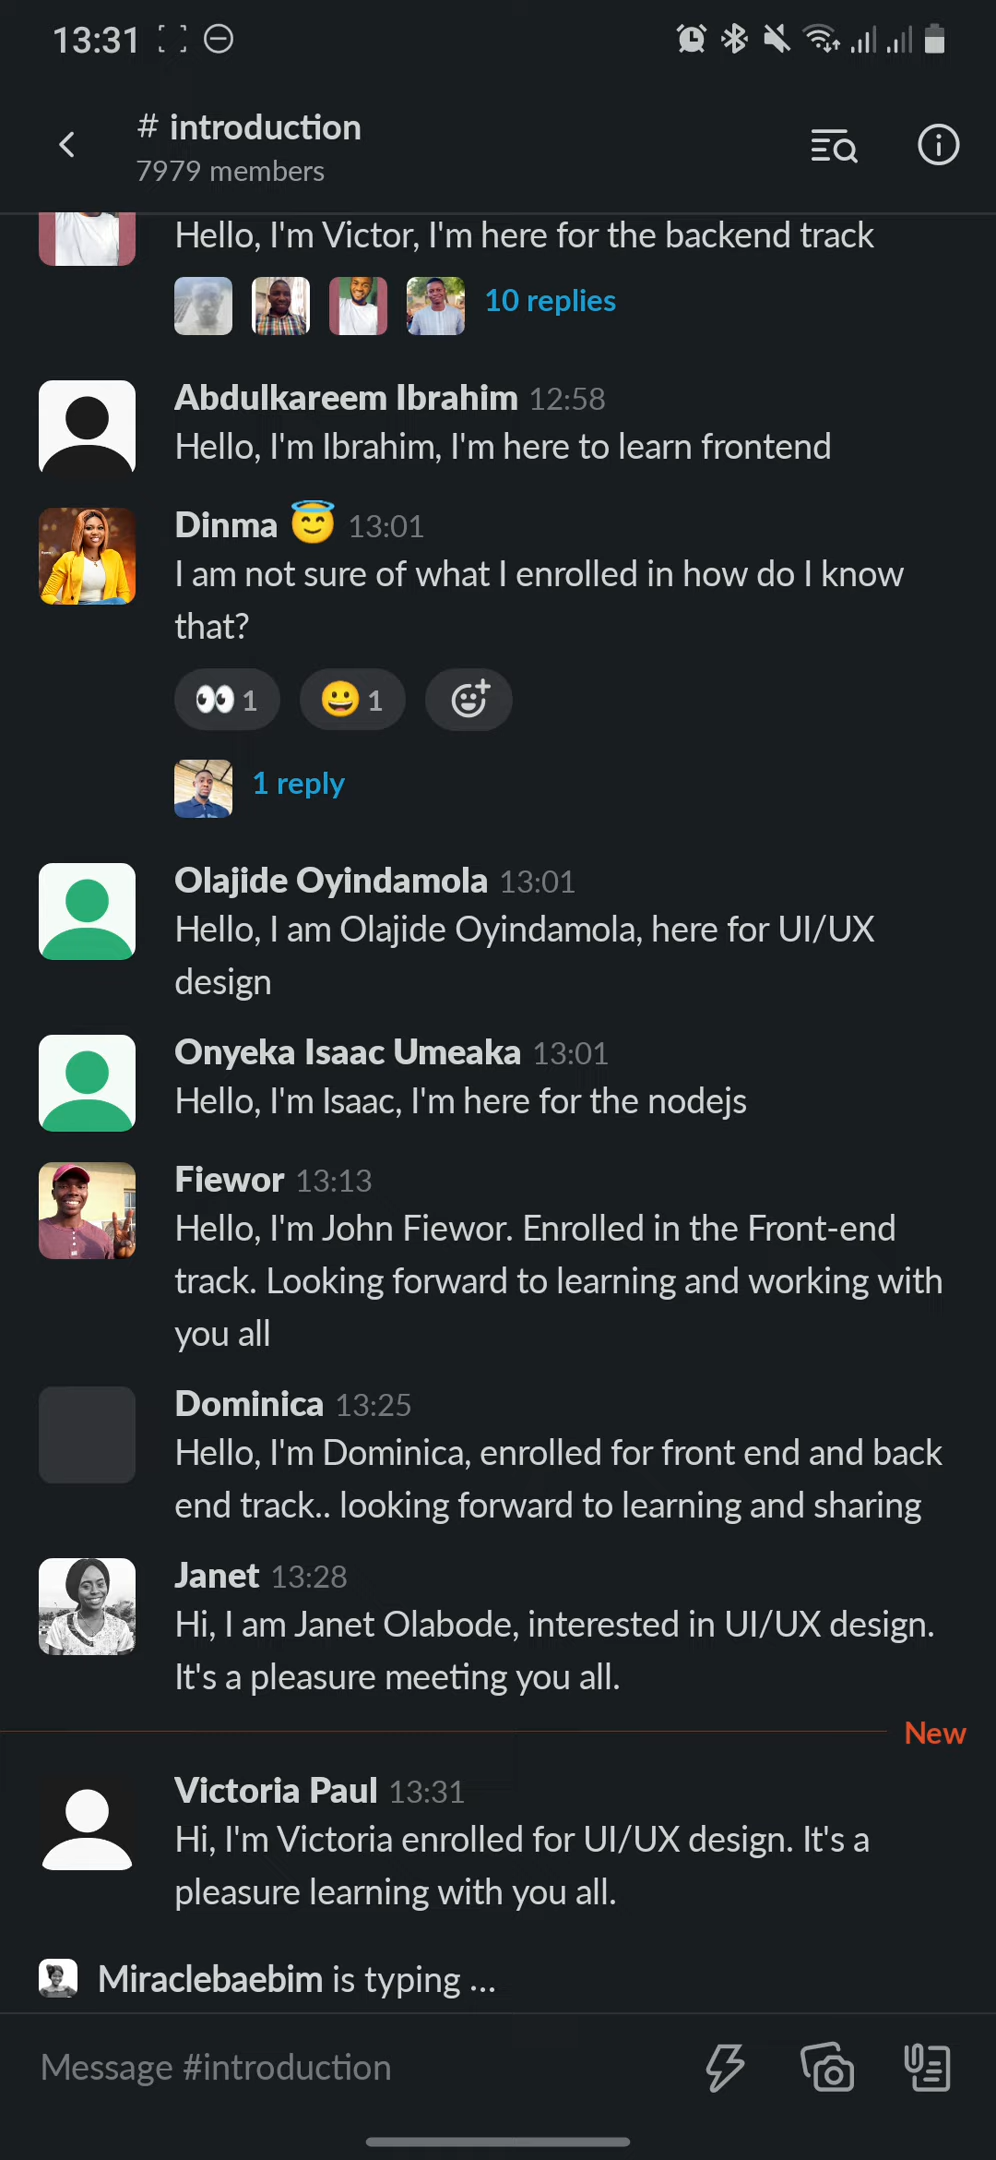 13:31
# introduction
7979 members
Hello, I'm Victor, I'm here for the backend track
10 replies
Abdulkareem Ibrahim 12:58
Hello, I'm Ibrahim, I'm here to learn frontend
Dinma 😇 13:01
I am not sure of what I enrolled in how do I know
that?
👀 1 😀 1
1 reply
Olajide Oyindamola 13:01
Hello, I am Olajide Oyindamola, here for UI/UX
design
Onyeka Isaac Umeaka 13:01
Hello, I'm Isaac, I'm here for the nodejs
Fiewor 13:13
Hello, I'm John Fiewor. Enrolled in the Front-end
track. Looking forward to learning and working with
you all
Dominica 13:25
Hello, I'm Dominica, enrolled for front end and back
end track.. looking forward to learning and sharing
Janet 13:28
Hi, I am Janet Olabode, interested in UI/UX design.
It's a pleasure meeting you all.
New
Victoria Paul 13:31
Hi, I'm Victoria enrolled for UI/UX design. It's a
pleasure learning with you all.
Miraclebaebim is typing ...
Message #introduction